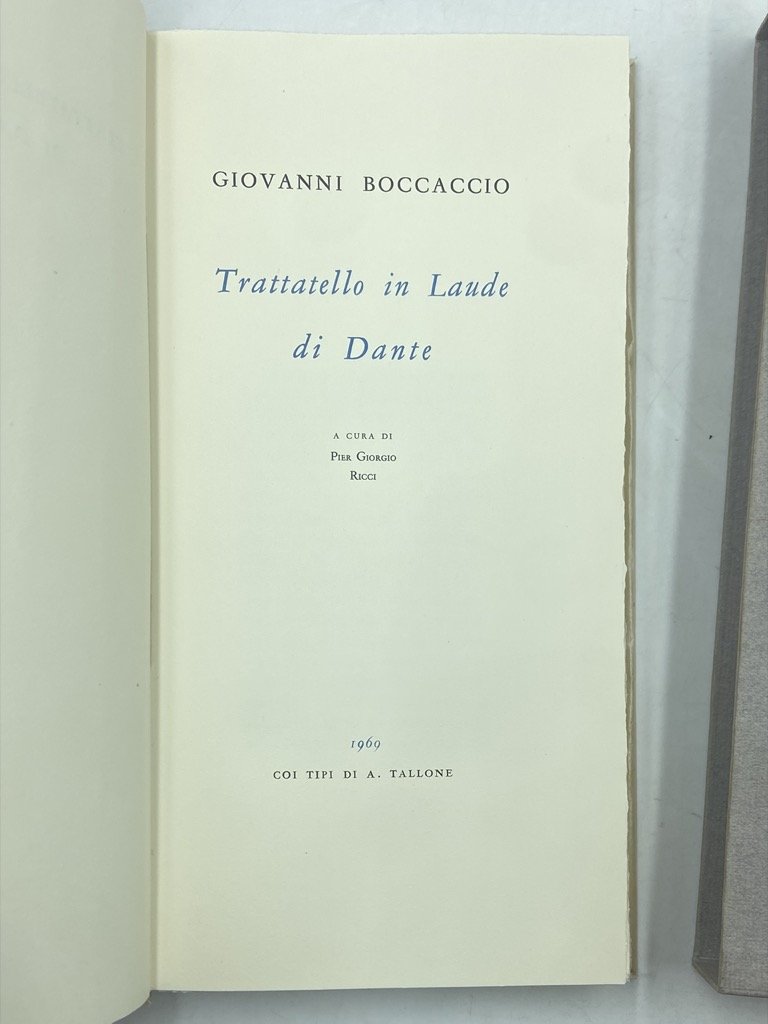 GIOVANNI BOCCACCIO
Trattatello in Laude
di Dante
A CURA DI
PIER GIORGIO
RICCI
1969
COI TIPI DI A. TALLONE